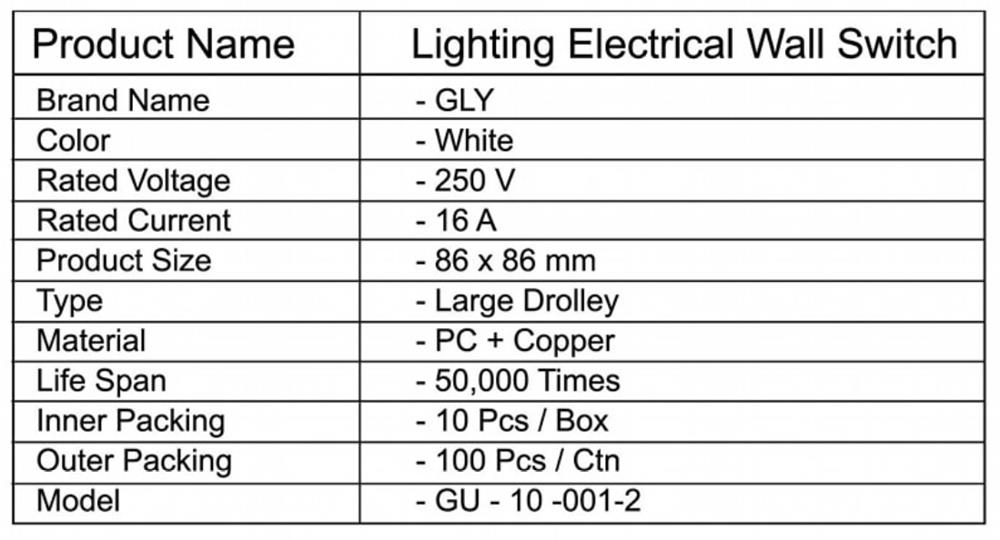 Product Name Lighting Electrical Wall Switch
Brand Name - GLY
Color - White
Rated Voltage - 250 V
Rated Current - 16 A
Product Size - 86 x 86 mm
Type - Large Drolley
Material - PC + Copper
Life Span - 50,000 Times
Inner Packing - 10 Pcs / Box
Outer Packing - 100 Pcs / Ctn
Model - GU - 10 -001-2